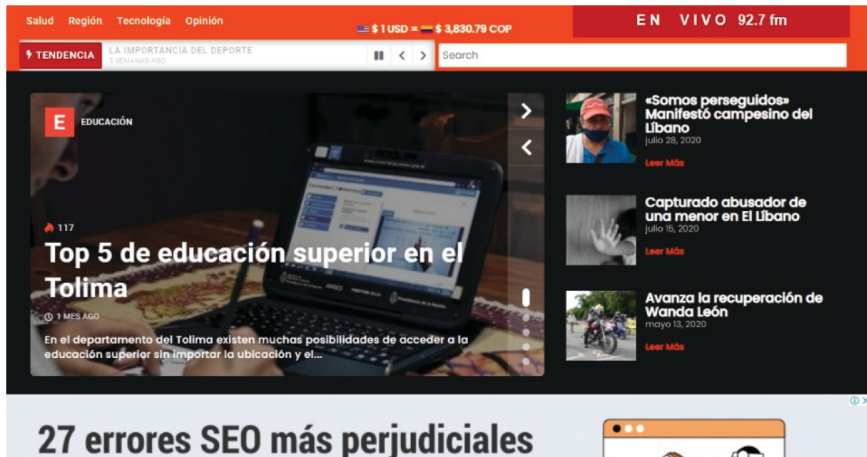 Salud Región Tecnología Opinión
$ 1 USD = $ 3,830.79 COP
EN VIVO 92.7 fm
TENDENCIA
LA IMPORTANCIA DEL DEPORTE
3 SEMANAS AGO
Search
E EDUCACIÓN
117
Top 5 de educación superior en el
Tolima
1 MES AGO
En el departamento del Tolima existen muchas posibilidades de acceder a la
educación superior sin importar la ubicación y el...
«Somos perseguidos»
Manifestó campesino del
Líbano
julio 28, 2020
Leer Más
Capturado abusador de
una menor en El Líbano
julio 15, 2020
Leer Más
Avanza la recuperación de
Wanda León
mayo 13, 2020
Leer Más
27 errores SEO más perjudiciales